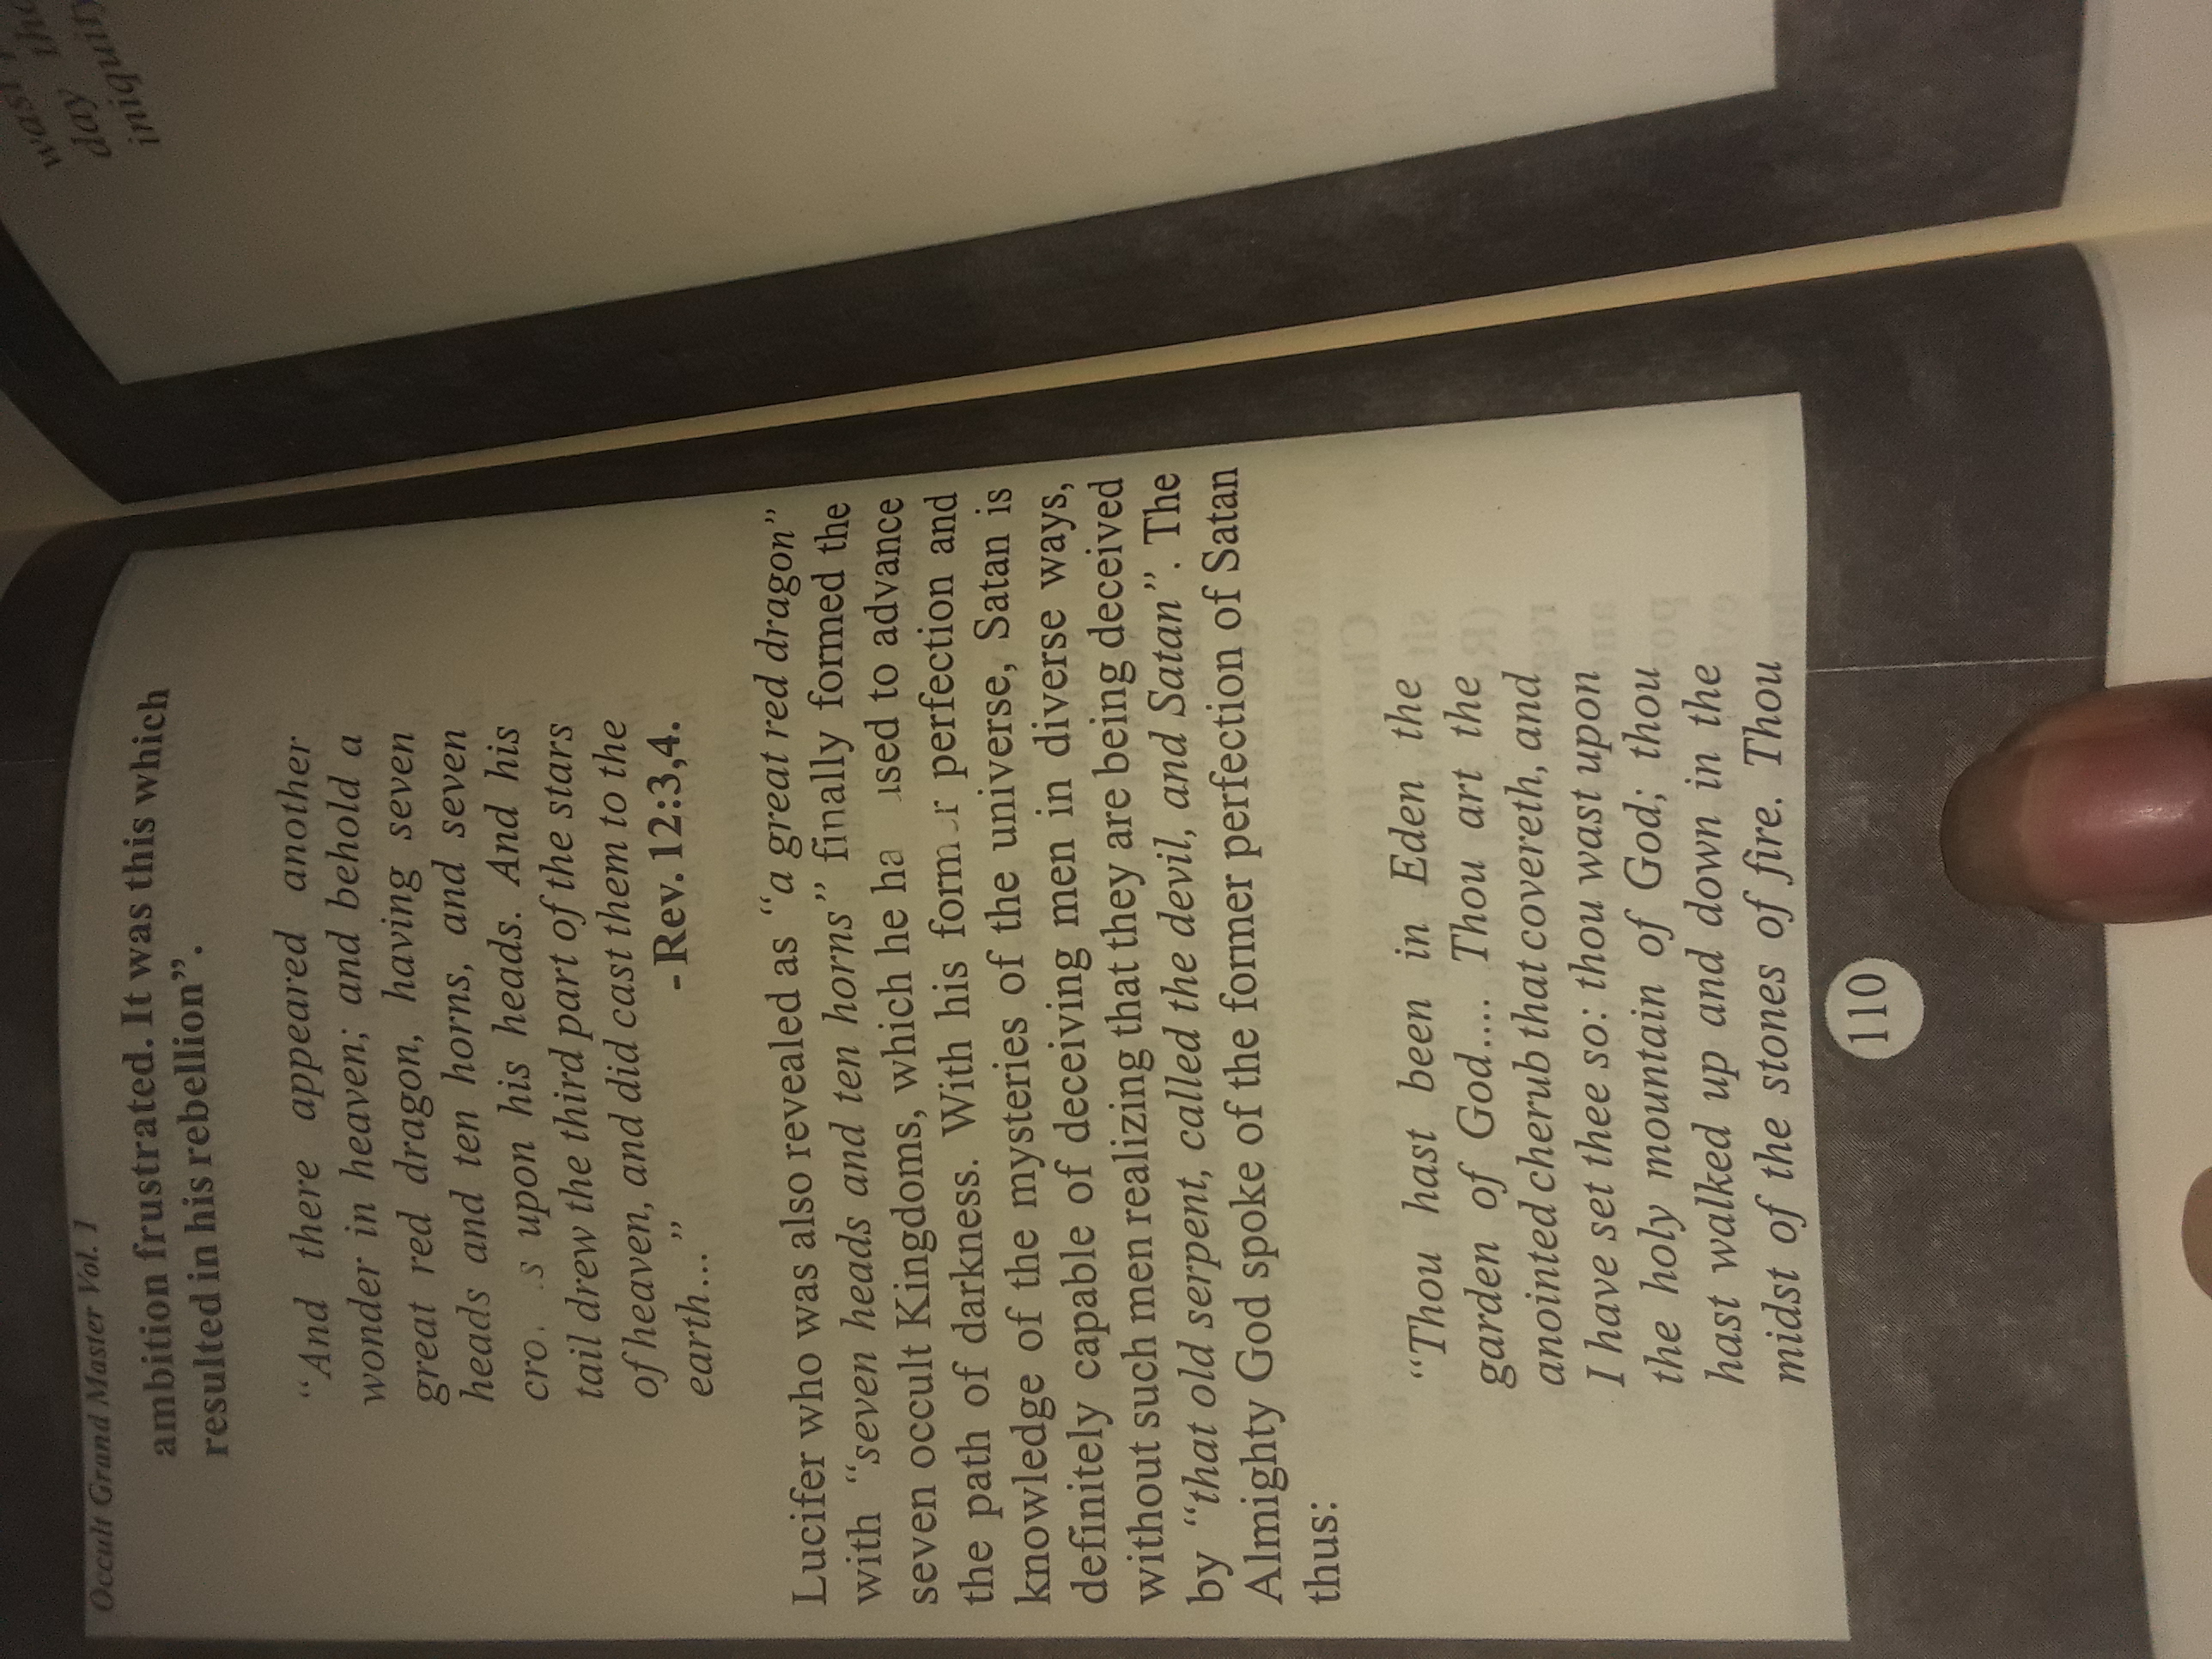 Occult Grand Master Vol. 1
ambition frustrated. It was this which
resulted in his rebellion”.
“And there appeared another
wonder in heaven; and behold a
great red dragon, having seven
heads and ten horns, and seven
upon his heads. And his
tail drew the third part of the stars
of heaven, and did cast them to the
earth...” - Rev. 12:3,4.
Lucifer who was also revealed as “a great red dragon”
with “seven heads and ten horns” finally formed the
seven occult Kingdoms, which he to advance
the path of darkness. With his perfection and
knowledge of the mysteries of the universe, Satan is
definitely capable of deceiving men in diverse ways,
without such men realizing that they are being deceived
by “that old serpent, called the devil, and Satan”. The
Almighty God spoke of the former perfection of Satan
thus:
“Thou hast been in Eden the
garden of God.... Thou art the
anointed cherub that covereth, and
I have set thee so: thou wast upon
the holy mountain of God; thou
hast walked up and down in the
midst of the stones of fire. Thou
110
wast
day
iniquity